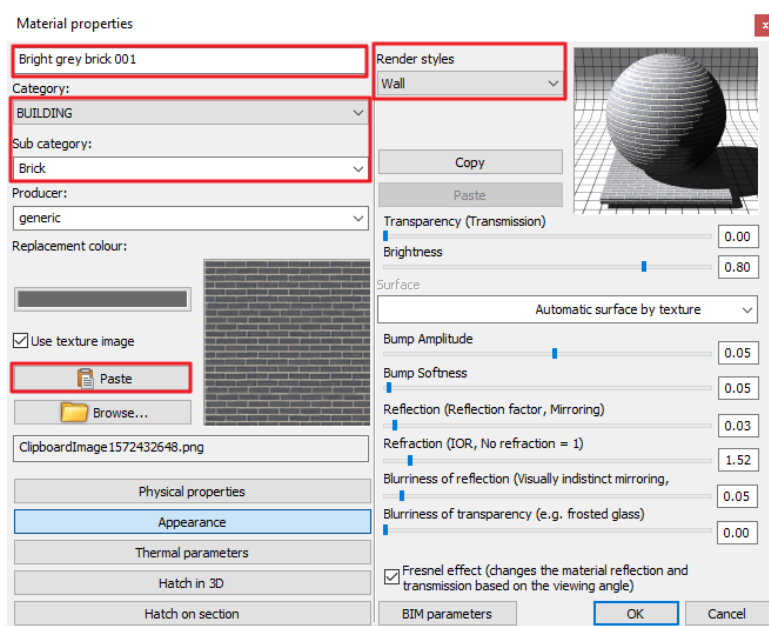 Material properties
x
Bright grey brick 001
Category:
BUILDING
Sub category:
Brick
Producer:
generic
Replacement colour:
Use texture image
Paste
Browse...
ClipboardImage1572432648.png
Physical properties
Appearance
Thermal parameters
Hatch in 3D
Hatch on section
Render styles
Wall
Copy
Paste
Transparency (Transmission)
0.00
Brightness
0.80
Surface
Automatic surface by texture
Bump Amplitude
0.05
Bump Softness
0.05
Reflection (Reflection factor, Mirroring)
0.03
Refraction (IOR, No refraction = 1)
1.52
Blurriness of reflection (Visually indistinct mirroring,
0.05
Blurriness of transparency (e.g. frosted glass)
0.00
Fresnel effect (changes the material reflection and
transmission based on the viewing angle)
BIM parameters
OK
Cancel